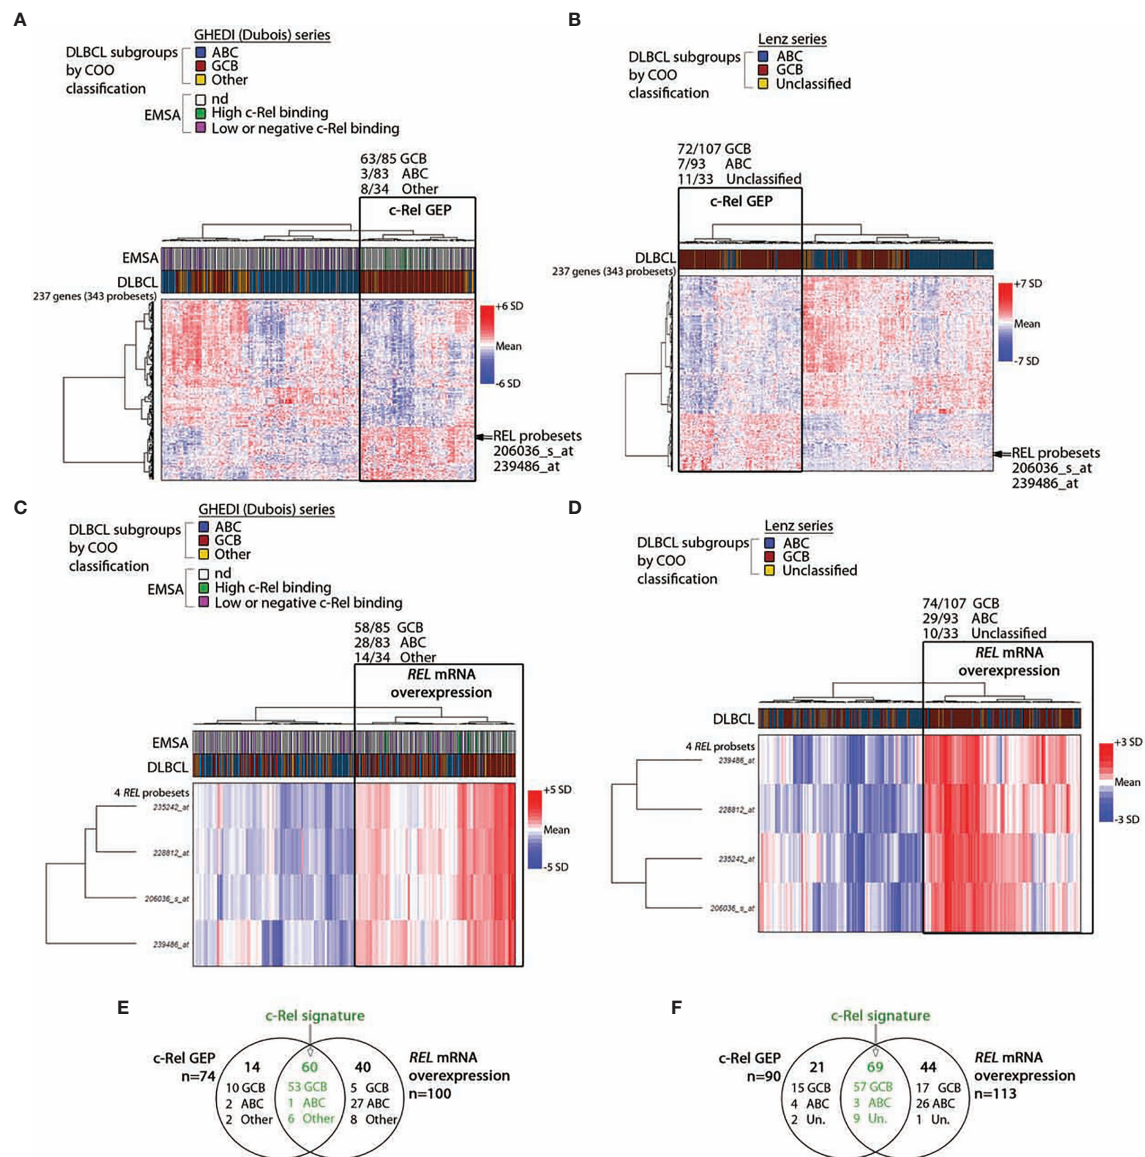 A
GHEDI (Dubois) series
DLBCL subgroups
by COO
classification
ABC
GCB
Other
EMSA
nd
High c-Rel binding
Low or negative c-Rel binding
63/85 GCB
3/83 ABC
8/34 Other
c-Rel GEP
EMSA
DLBCL
237 genes (343 probesets)
+6 SD
Mean
-6 SD
REL probesets
206036_s_at
239486_at
B
Lenz series
DLBCL subgroups
by COO
classification
ABC
GCB
Unclassified
72/107 GCB
7/93 ABC
11/33 Unclassified
c-Rel GEP
DLBCL
237 genes (343 probesets)
+7 SD
Mean
-7 SD
REL probesets
206036_s_at
239486_at
C
GHEDI (Dubois) series
DLBCL subgroups
by COO
classification
ABC
GCB
Other
EMSA
nd
High c-Rel binding
Low or negative c-Rel binding
58/85 GCB
28/83 ABC
14/34 Other
REL mRNA
overexpression
EMSA
DLBCL
4 REL probesets
235242_at
228812_at
206036_s_at
239486_at
+5 SD
Mean
-5 SD
D
Lenz series
DLBCL subgroups
by COO
classification
ABC
GCB
Unclassified
74/107 GCB
29/93 ABC
10/33 Unclassified
REL mRNA
overexpression
DLBCL
4 REL probsets
239486_at
228812_at
235242_at
206036_s_at
+3 SD
Mean
-3 SD
E
c-Rel signature
c-Rel GEP
n=74
14
10 GCB
2 ABC
2 Other
60
53 GCB
1 ABC
6 Other
40
5 GCB
27 ABC
8 Other
REL mRNA
overexpression
n=100
F
c-Rel signature
c-Rel GEP
n=90
21
15 GCB
4 ABC
2 Un.
69
57 GCB
3 ABC
9 Un.
44
17 GCB
26 ABC
1 Un.
REL mRNA
overexpression
n=113